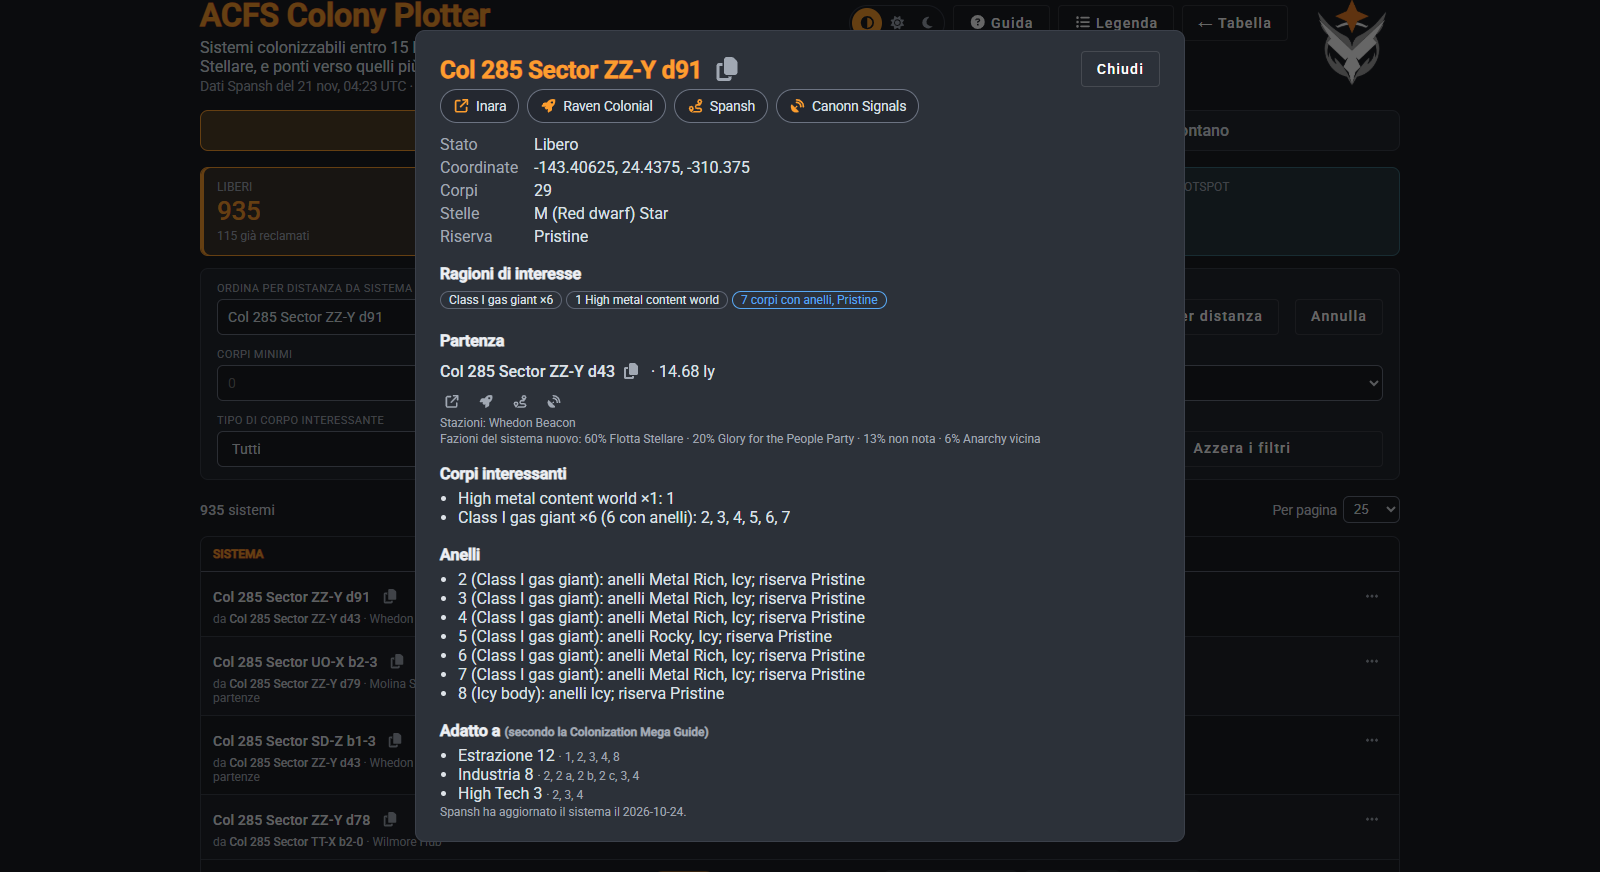 ACFS Colony Plotter
Guida
Legenda
← Tabella
Sistemi colonizzabili entro 15
Stellare, e ponti verso quelli più
Dati Spansh del 21 nov, 04:23 UTC ·
ontano
LIBERI
935
115 già reclamati
OTSPOT
ORDINA PER DISTANZA DA SISTEMA
Col 285 Sector ZZ-Y d91
er distanza
Annulla
CORPI MINIMI
0
TIPO DI CORPO INTERESSANTE
Tutti
Azzera i filtri
935 sistemi
Per pagina
25
SISTEMA
Col 285 Sector ZZ-Y d91
da Col 285 Sector ZZ-Y d43 · Whedon
Col 285 Sector UO-X b2-3
da Col 285 Sector ZZ-Y d79 · Molina S
partenze
Col 285 Sector SD-Z b1-3
da Col 285 Sector ZZ-Y d43 · Whedon
partenze
Col 285 Sector ZZ-Y d78
da Col 285 Sector TT-X b2-0 · Wilmore Hub
Col 285 Sector ZZ-Y d91
Chiudi
Inara
Raven Colonial
Spansh
Canonn Signals
Stato Libero
Coordinate -143.40625, 24.4375, -310.375
Corpi 29
Stelle M (Red dwarf) Star
Riserva Pristine
Ragioni di interesse
Class I gas giant ×6
1 High metal content world
7 corpi con anelli, Pristine
Partenza
Col 285 Sector ZZ-Y d43 · 14.68 ly
Stazioni: Whedon Beacon
Fazioni del sistema nuovo: 60% Flotta Stellare · 20% Glory for the People Party · 13% non nota · 6% Anarchy vicina
Corpi interessanti
• High metal content world ×1: 1
• Class I gas giant ×6 (6 con anelli): 2, 3, 4, 5, 6, 7
Anelli
• 2 (Class I gas giant): anelli Metal Rich, Icy; riserva Pristine
• 3 (Class I gas giant): anelli Metal Rich, Icy; riserva Pristine
• 4 (Class I gas giant): anelli Metal Rich, Icy; riserva Pristine
• 5 (Class I gas giant): anelli Rocky, Icy; riserva Pristine
• 6 (Class I gas giant): anelli Metal Rich, Icy; riserva Pristine
• 7 (Class I gas giant): anelli Metal Rich, Icy; riserva Pristine
• 8 (Icy body): anelli Icy; riserva Pristine
Adatto a (secondo la Colonization Mega Guide)
• Estrazione 12 · 1, 2, 3, 4, 8
• Industria 8 · 2, 2 a, 2 b, 2 c, 3, 4
• High Tech 3 · 2, 3, 4
Spansh ha aggiornato il sistema il 2026-10-24.